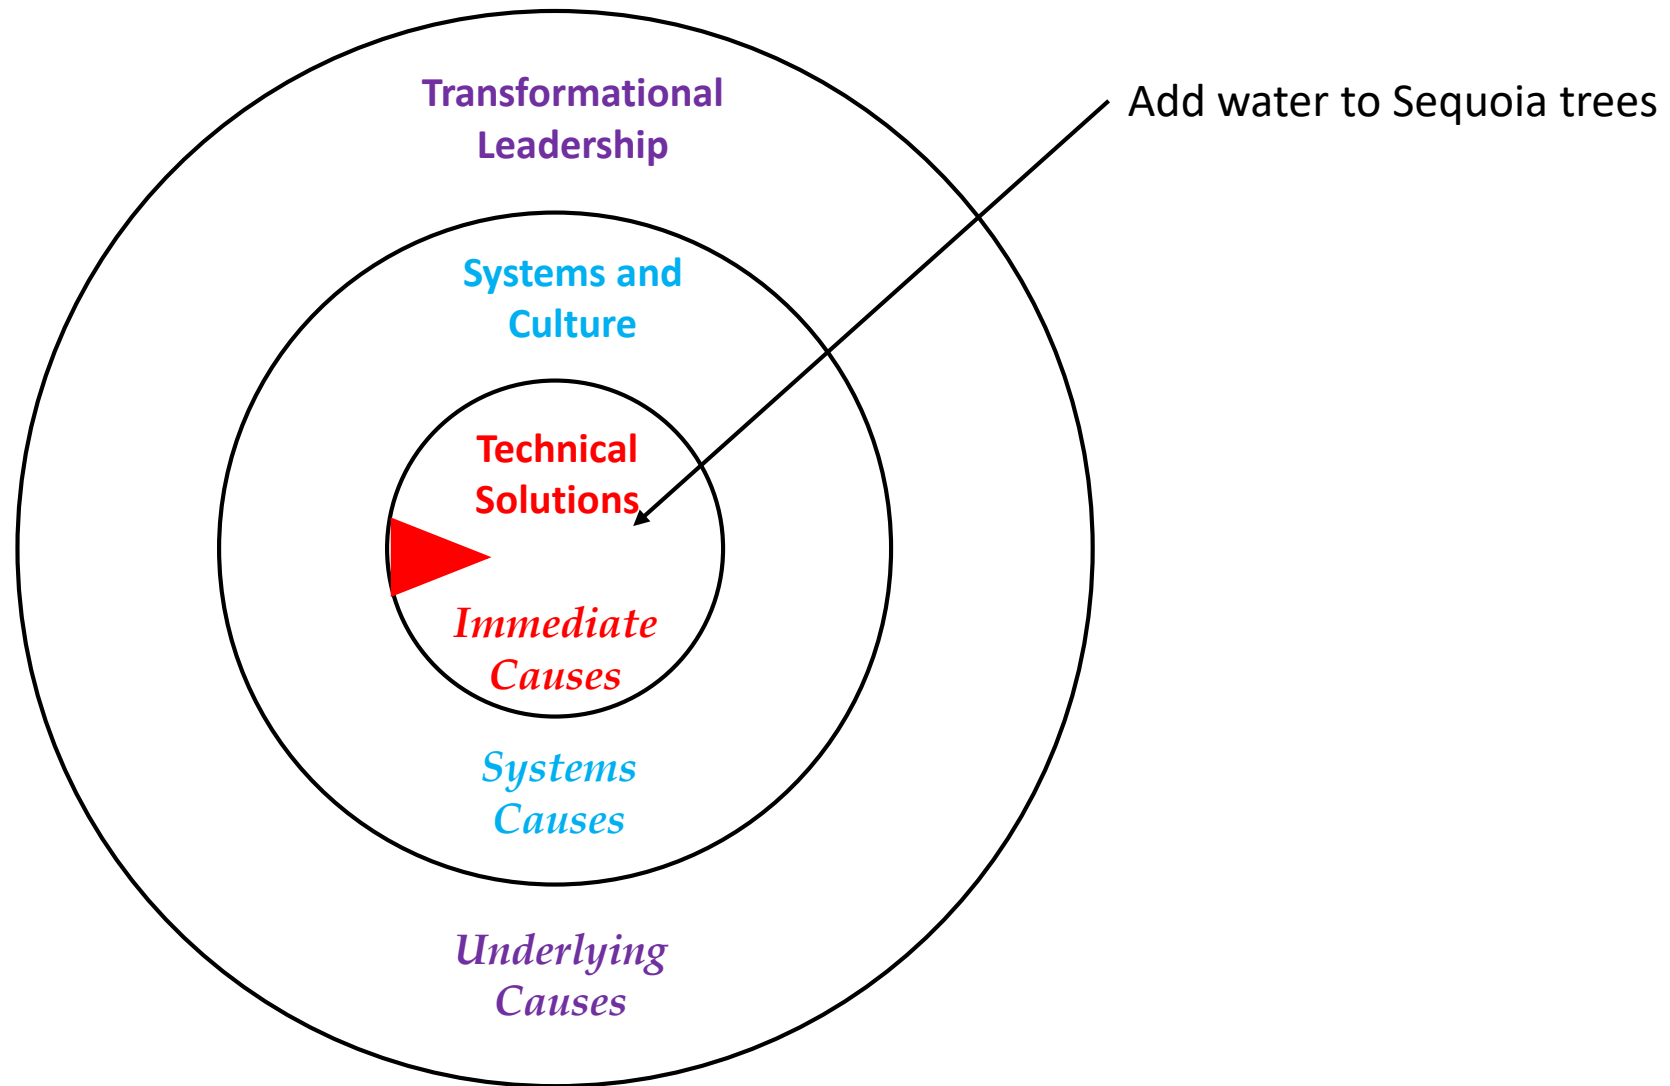 Transformational
Leadership
Add water to Sequoia trees
Systems and
Culture
Technical
Solutions
Immediate
Causes
Systems
Causes
Underlying
Causes